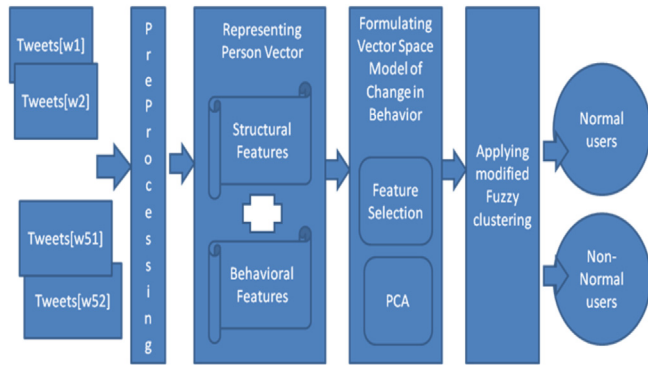 Tweets[w1]
Tweets[w2]
Tweets[w51]
Tweets[w52]
P
r
e
P
r
o
c
e
s
s
i
n
g
Representing
Person Vector
Structural
Features
Behavioral
Features
Formulating
Vector Space
Model of
Change in
Behavior
Feature
Selection
PCA
Applying
modified
Fuzzy
clustering
Normal
users
Non-
Normal
users